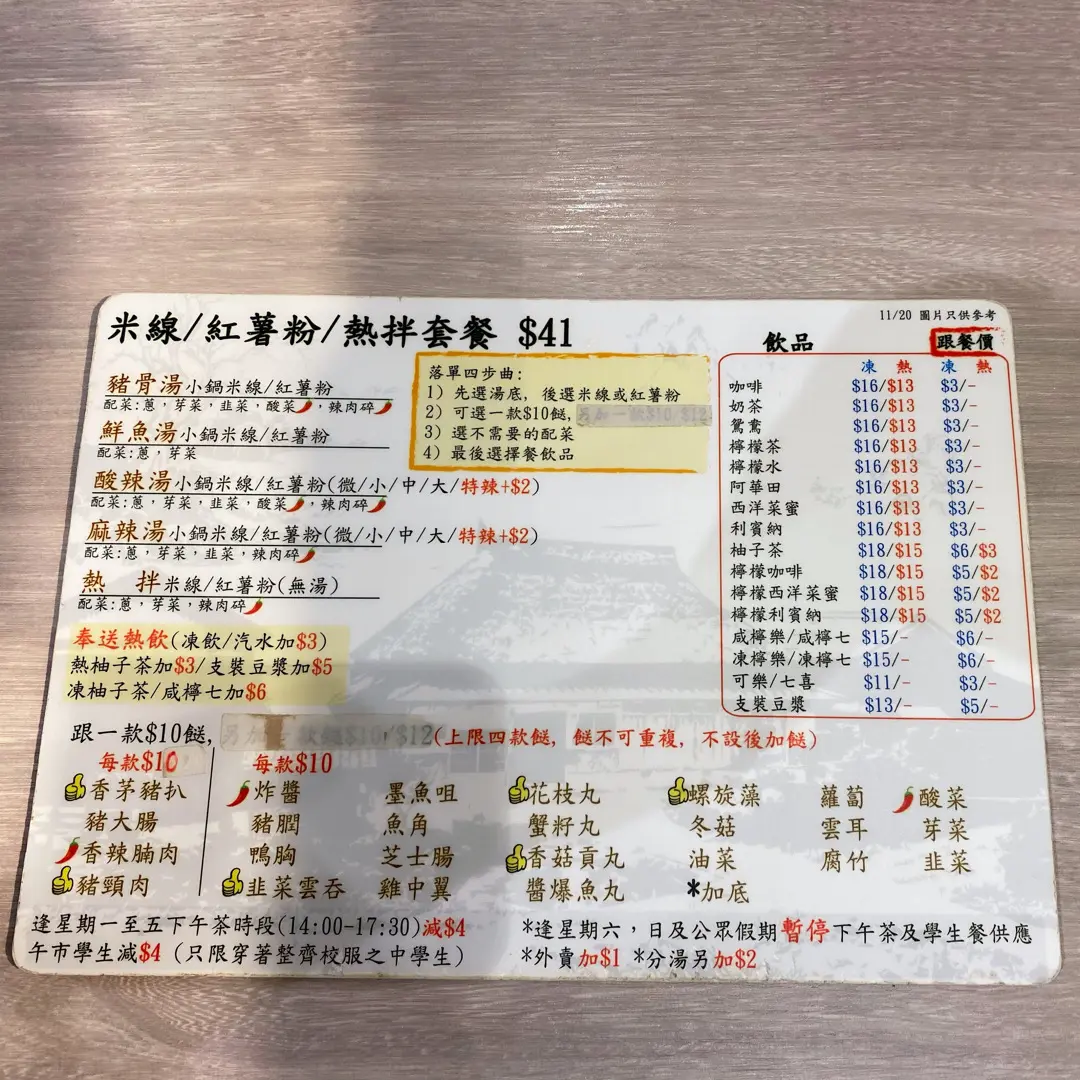 米線/紅薯粉/熱拌套餐 $41
11/20 圖片只供參考
豬骨湯小鍋米線/紅薯粉
配菜:蔥，芽菜，韭菜，酸菜，辣肉碎
鮮魚湯小鍋米線/紅薯粉
配菜:蔥，芽菜
酸辣湯小鍋米線/紅薯粉(微/小/中/大/特辣+$2)
配菜:蔥，芽菜，韭菜，酸菜，辣肉碎
麻辣湯小鍋米線/紅薯粉(微/小/中/大/特辣+$2)
配菜:蔥，芽菜，韭菜，辣肉碎
熱 拌米線/紅薯粉(無湯)
配菜:蔥，芽菜，辣肉碎
落單四步曲:
1) 先選湯底, 後選米線或紅薯粉
2) 可選一款$10餸,
3) 選不需要的配菜
4) 最後選擇餐飲品
奉送熱飲(凍飲/汽水加$3)
熱柚子茶加$3/支裝豆漿加$5
凍柚子茶/咸檸七加$6
飲品 跟餐價
凍 熱 凍 熱
咖啡 $16/$13 $3/-
奶茶 $16/$13 $3/-
鴛鴦 $16/$13 $3/-
檸檬茶 $16/$13 $3/-
檸檬水 $16/$13 $3/-
阿華田 $16/$13 $3/-
西洋菜蜜 $16/$13 $3/-
利賓納 $16/$13 $3/-
柚子茶 $18/$15 $6/$3
檸檬咖啡 $18/$15 $5/$2
檸檬西洋菜蜜 $18/$15 $5/$2
檸檬利賓納 $18/$15 $5/$2
咸檸樂/咸檸七 $15/- $6/-
凍檸樂/凍檸七 $15/- $6/-
可樂/七喜 $11/- $3/-
支裝豆漿 $13/- $5/-
跟一款$10餸, $12(上限四款餸, 餸不可重複, 不設後加餸)
每款$10 每款$10
香茅豬扒 炸醬 墨魚咀 花枝丸 螺旋藻 蘿蔔 酸菜
豬大腸 豬膶 魚角 蟹籽丸 冬菇 雲耳 芽菜
香辣腩肉 鴨胸 芝士腸 香菇貢丸 油菜 腐竹 韭菜
豬頸肉 韭菜雲吞 雞中翼 醬爆魚丸 *加底
逢星期一至五下午茶時段(14:00-17:30)減$4
午市學生減$4 (只限穿著整齊校服之中學生)
*逢星期六，日及公眾假期暫停下午茶及學生餐供應
*外賣加$1 *分湯另加$2